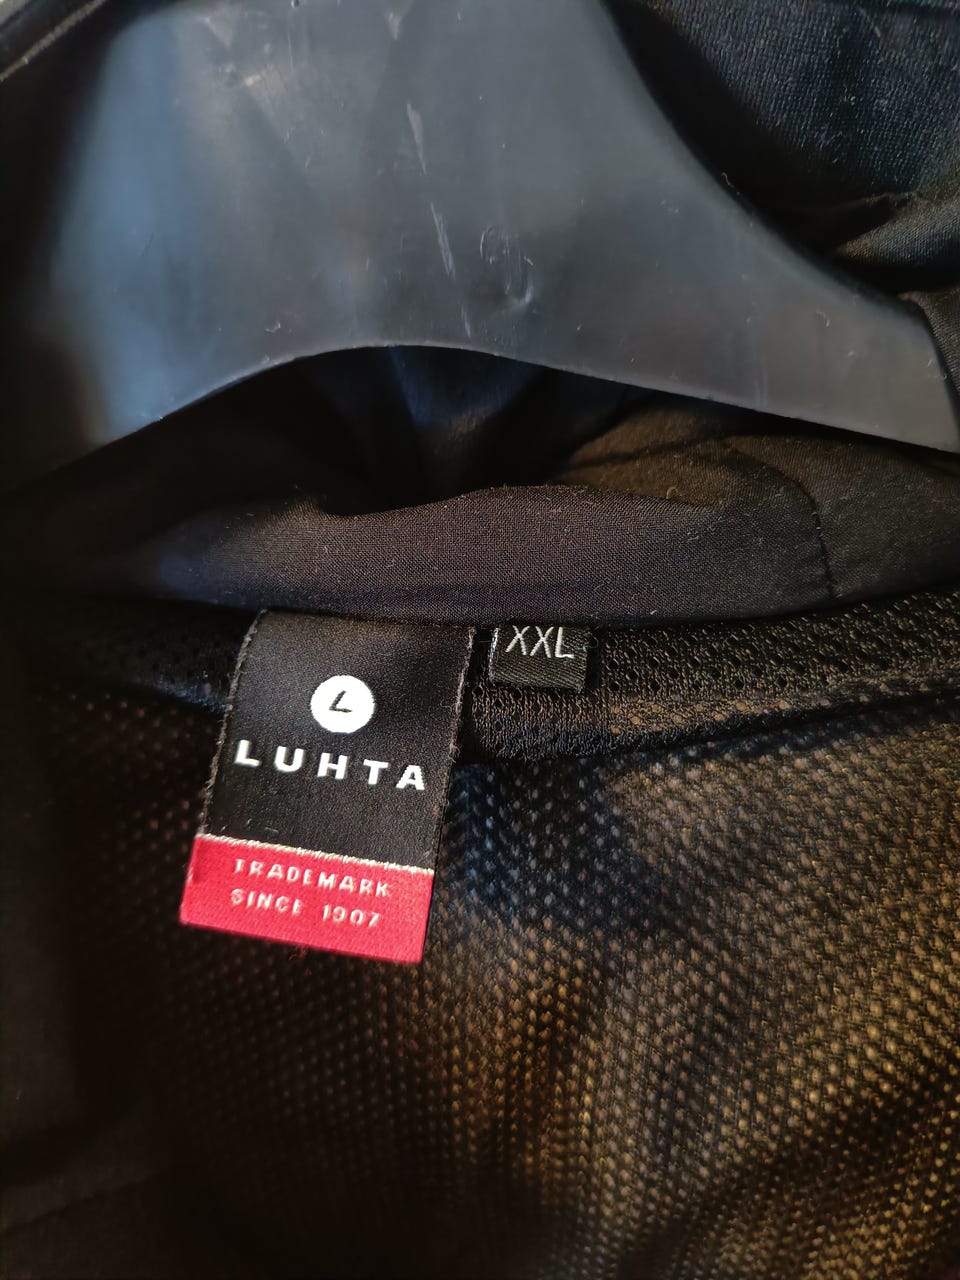 L
LUHTA
TRADEMARK
SINCE 1907
XXL